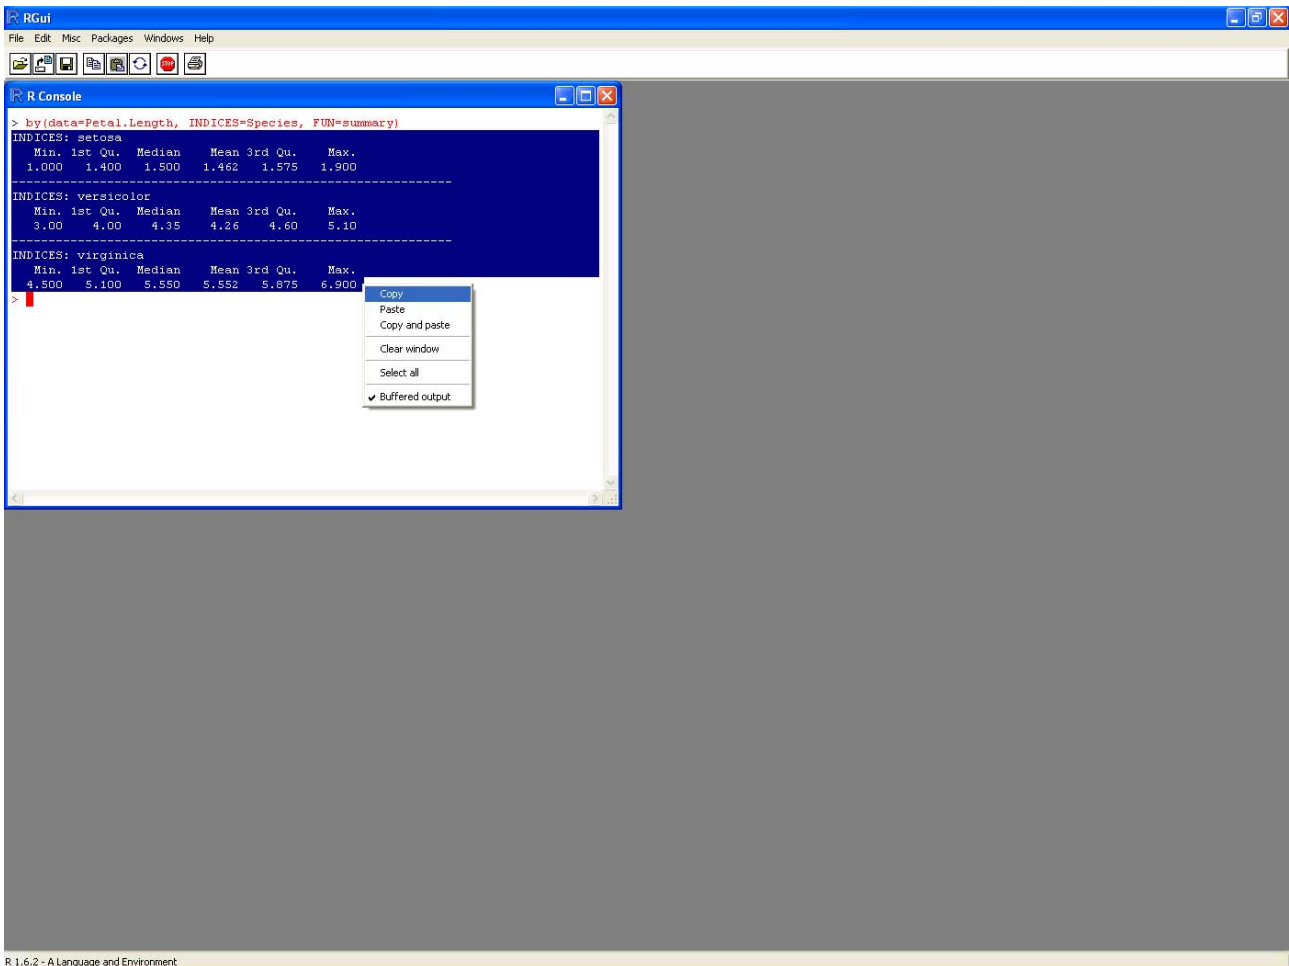 RGui
File Edit Misc Packages Windows Help
STOP
R Console
> by(data=Petal.Length, INDICES=Species, FUN=summary)
INDICES: setosa
   Min. 1st Qu.  Median    Mean 3rd Qu.    Max.
  1.000   1.400   1.500   1.462   1.575   1.900
------------------------------------------------------------
INDICES: versicolor
   Min. 1st Qu.  Median    Mean 3rd Qu.    Max.
   3.00    4.00    4.35    4.26    4.60    5.10
------------------------------------------------------------
INDICES: virginica
   Min. 1st Qu.  Median    Mean 3rd Qu.    Max.
  4.500   5.100   5.550   5.552   5.875   6.900
>
Copy
Paste
Copy and paste
Clear window
Select all
Buffered output
R 1.6.2 - A Language and Environment